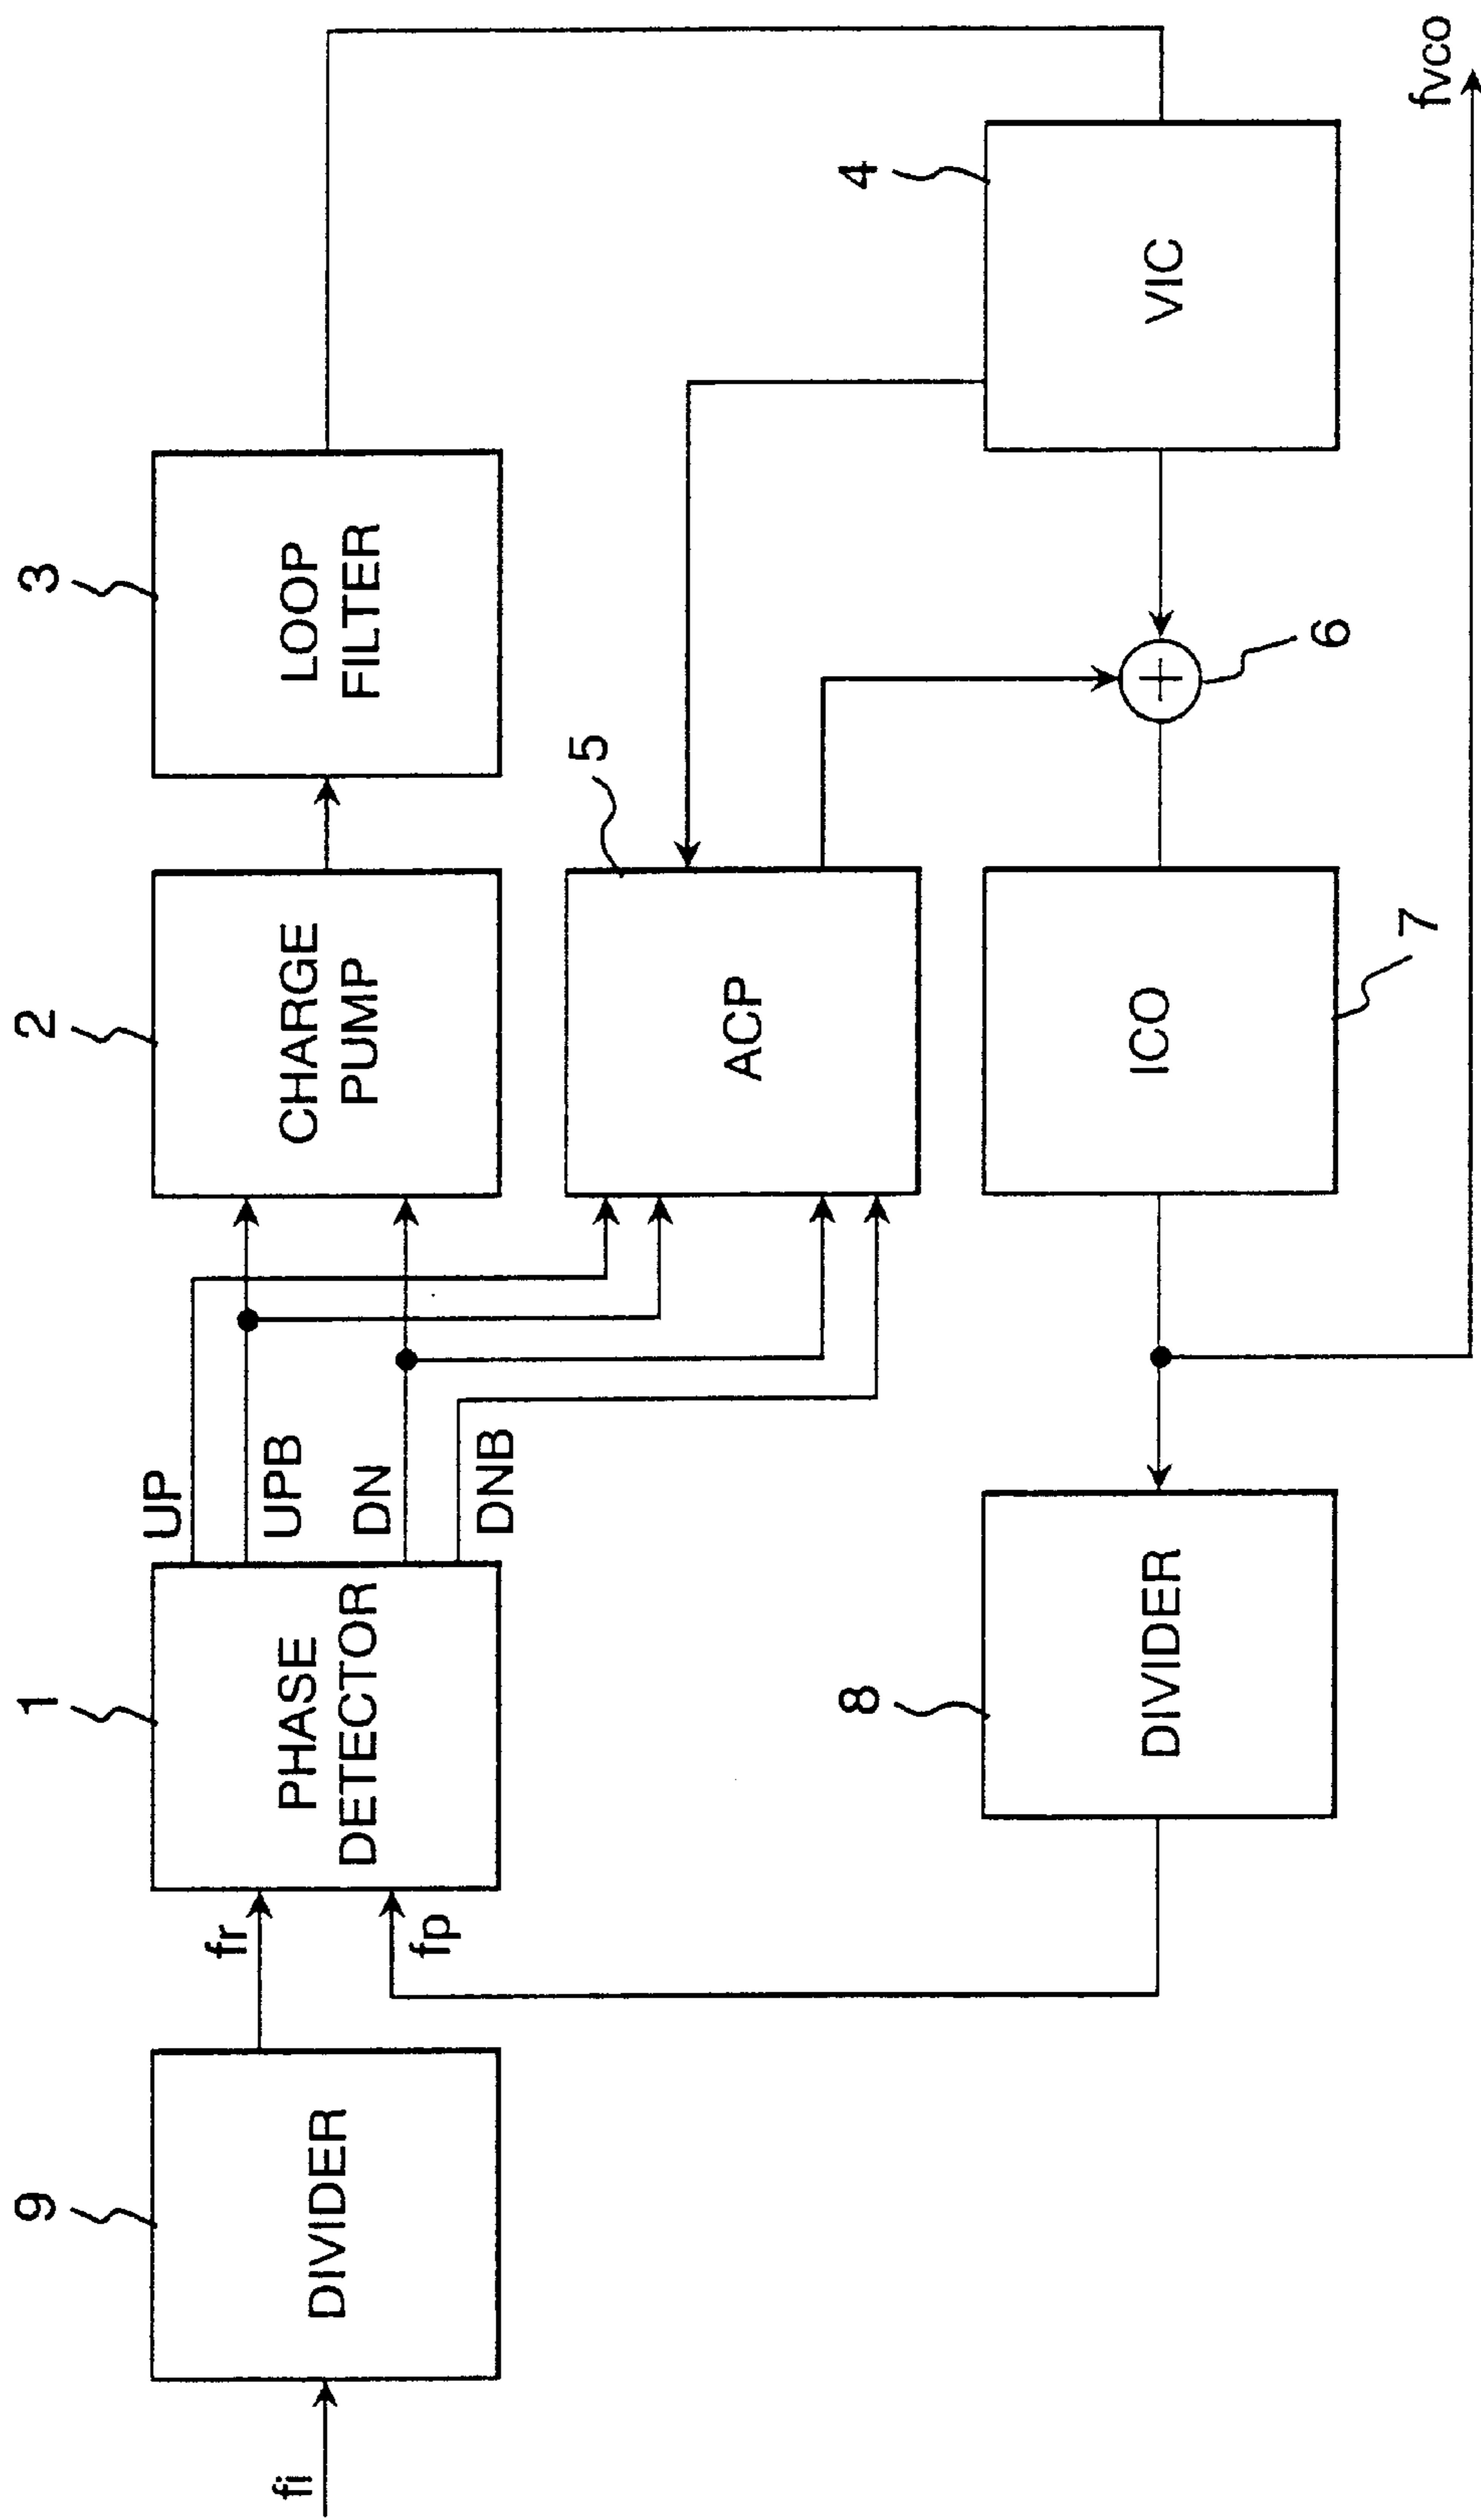 fi
9
DIVIDER
fr
fp
1
PHASE
DETECTOR
UP
UPB
DN
DNB
2
CHARGE
PUMP
3
LOOP
FILTER
5
ACP
4
VIC
6
7
ICO
8
DIVIDER
fvco